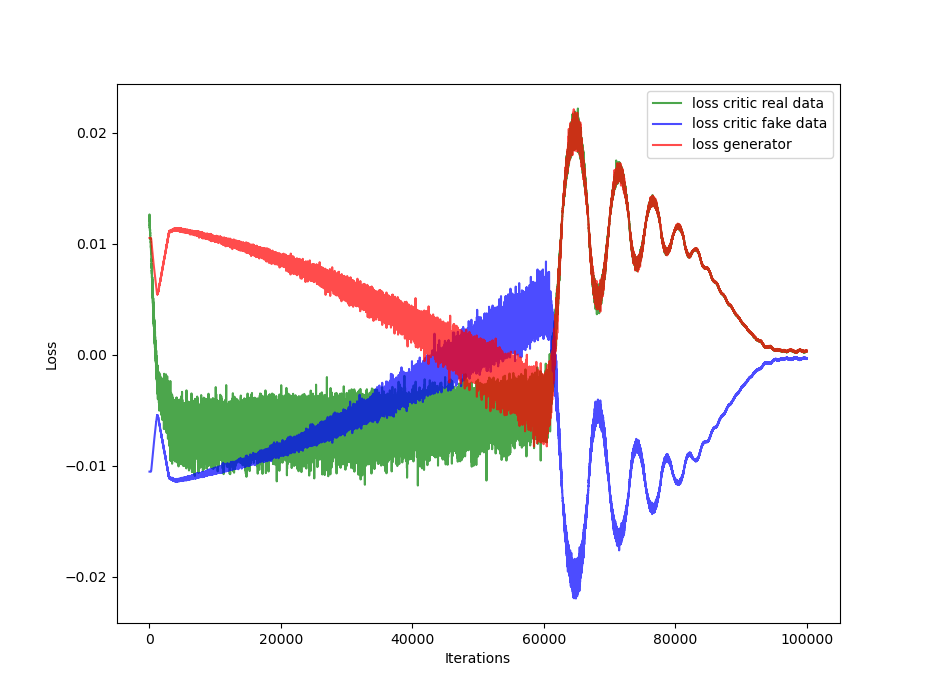 loss critic real data
loss critic fake data
loss generator
0.02
0.01
0.00
−0.01
−0.02
Loss
0 20000 40000 60000 80000 100000
Iterations